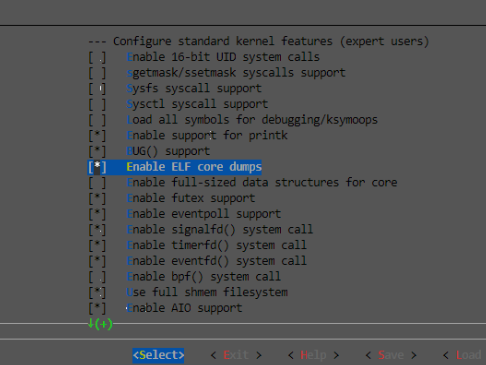 --- Configure standard kernel features (expert users)
[ ] Enable 16-bit UID system calls
[ ] sgetmask/ssetmask syscalls support
[ ] Sysfs syscall support
[ ] Sysctl syscall support
[ ] Load all symbols for debugging/ksymoops
[*] Enable support for printk
[*] BUG() support
[*] Enable ELF core dumps
[ ] Enable full-sized data structures for core
[*] Enable futex support
[*] Enable eventpoll support
[*] Enable signalfd() system call
[*] Enable timerfd() system call
[*] Enable eventfd() system call
[ ] Enable bpf() system call
[*] Use full shmem filesystem
[*] Enable AIO support
↓(+)
<Select> < Exit > < Help > < Save > < Load